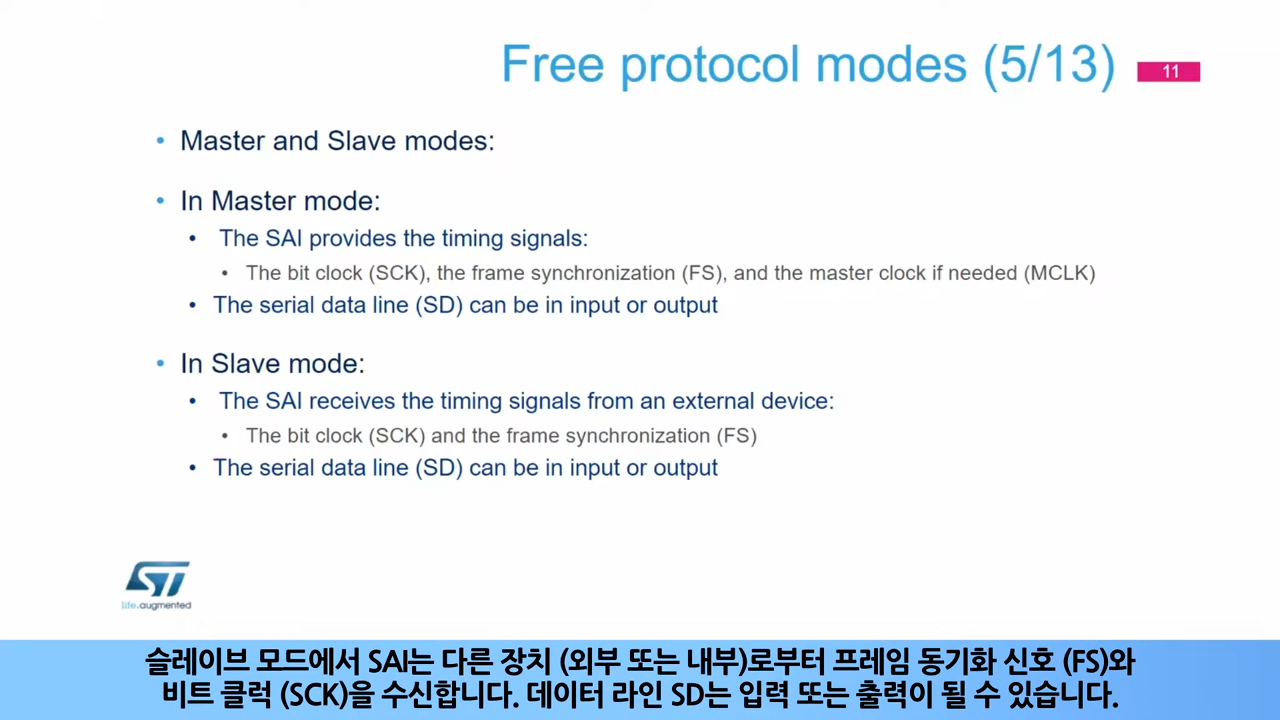 Free protocol modes (5/13)
11
• Master and Slave modes:
• In Master mode:
• The SAI provides the timing signals:
• The bit clock (SCK), the frame synchronization (FS), and the master clock if needed (MCLK)
• The serial data line (SD) can be in input or output
• In Slave mode:
• The SAI receives the timing signals from an external device:
• The bit clock (SCK) and the frame synchronization (FS)
• The serial data line (SD) can be in input or output
ST
life.augmented
슬레이브 모드에서 SAI는 다른 장치 (외부 또는 내부)로부터 프레임 동기화 신호 (FS)와
비트 클럭 (SCK)을 수신합니다. 데이터 라인 SD는 입력 또는 출력이 될 수 있습니다.